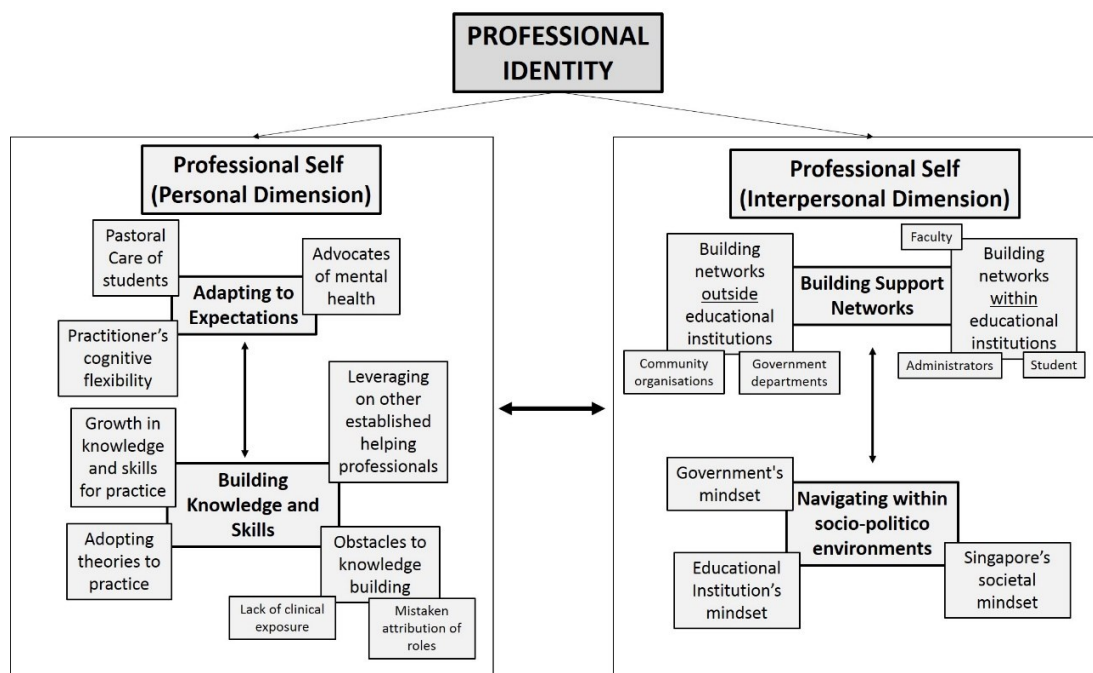 PROFESSIONAL
IDENTITY
Professional Self
(Personal Dimension)
Pastoral
Care of
students
Advocates
of mental
health
Adapting to
Expectations
Practitioner's
cognitive
flexibility
Leveraging
on other
established
helping
professionals
Growth in
knowledge
and skills
for practice
Building
Knowledge and
Skills
Adopting
theories to
practice
Obstacles to
knowledge
building
Lack of clinical
exposure
Mistaken
attribution of
roles
Professional Self
(Interpersonal Dimension)
Building
networks
outside
educational
institutions
Faculty
Building
networks
within
educational
institutions
Building Support
Networks
Community
organisations
Government
departments
Administrators
Student
Government's
mindset
Navigating within
socio-politico
environments
Educational
Institution's
mindset
Singapore's
societal
mindset